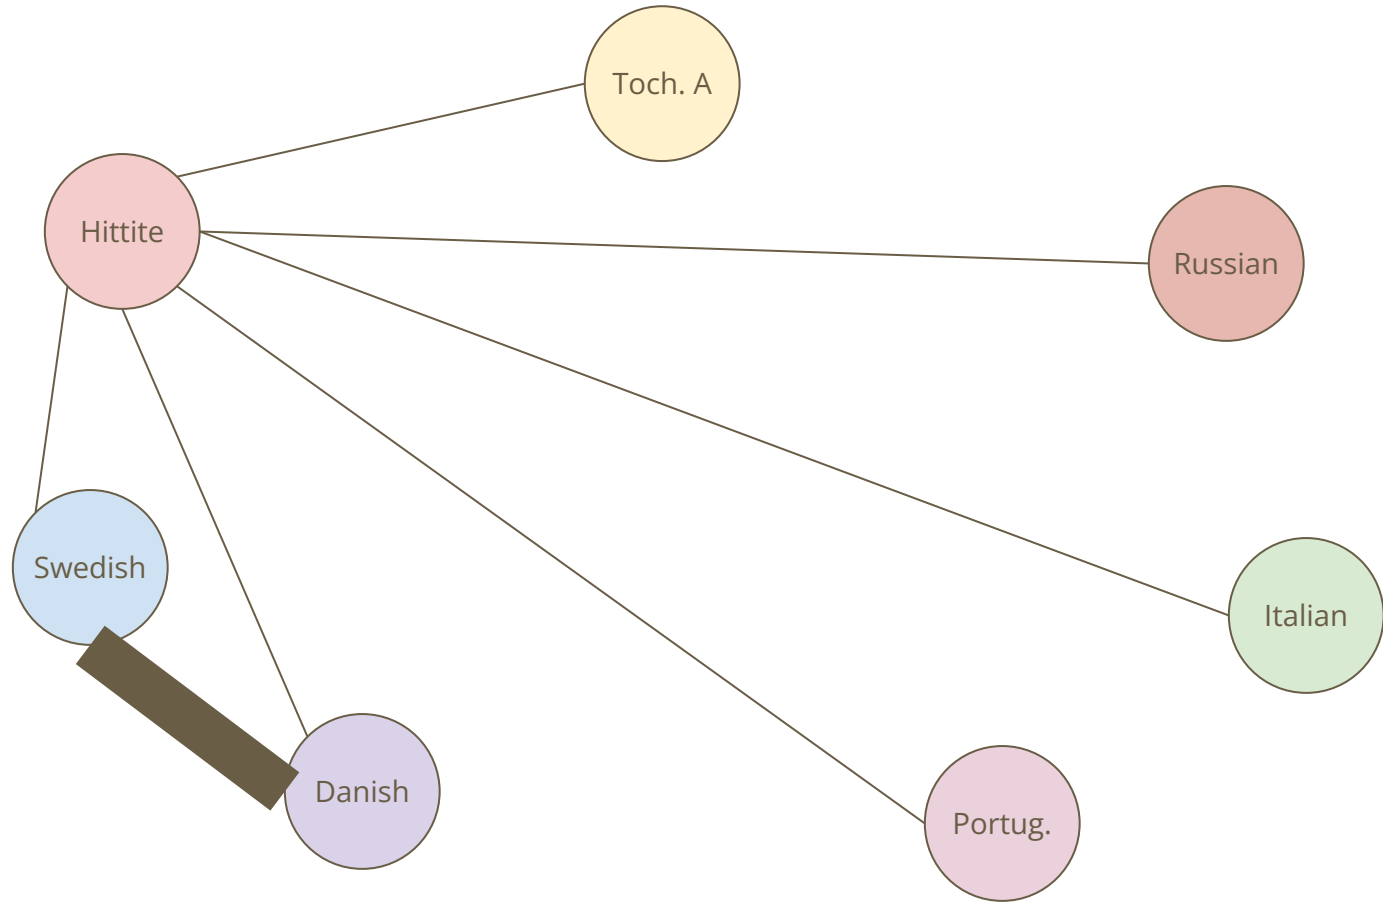 Toch. A
Hittite
Russian
Swedish
Italian
Danish
Portug.